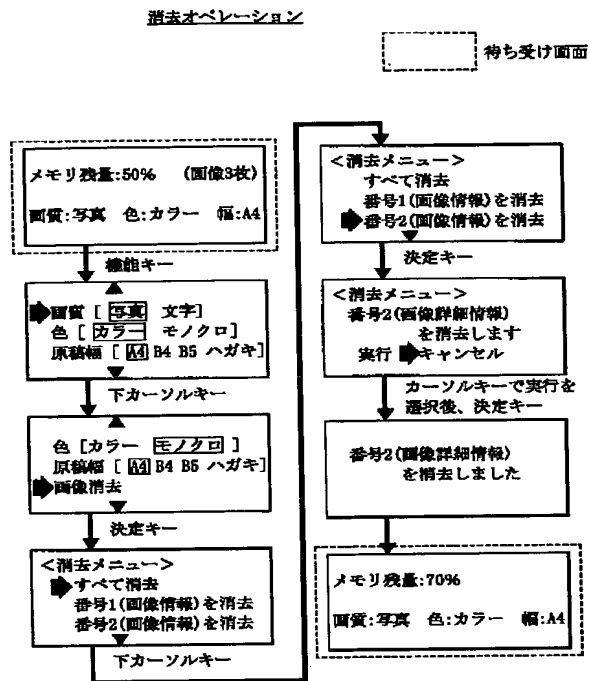 消去オペレーション
待ち受け画面
メモリ残量:50% (画像3枚)
画質:写真 色:カラー 幅:A4
機能キー
画質 [ 写真 文字]
色 [ カラー モノクロ]
原稿幅 [ A4 B4 B5 ハガキ]
下カーソルキー
色 [カラー モノクロ ]
原稿幅 [ A4 B4 B5 ハガキ]
画像消去
決定キー
<消去メニュー>
すべて消去
番号1(画像情報)を消去
番号2(画像情報)を消去
下カーソルキー
<消去メニュー>
すべて消去
番号1(画像情報)を消去
番号2(画像情報)を消去
決定キー
<消去メニュー>
番号2(画像詳細情報)
を消去します
実行 キャンセル
カーソルキーで実行を
選択後、決定キー
番号2(画像詳細情報)
を消去しました
メモリ残量:70%
画質:写真 色:カラー 幅:A4